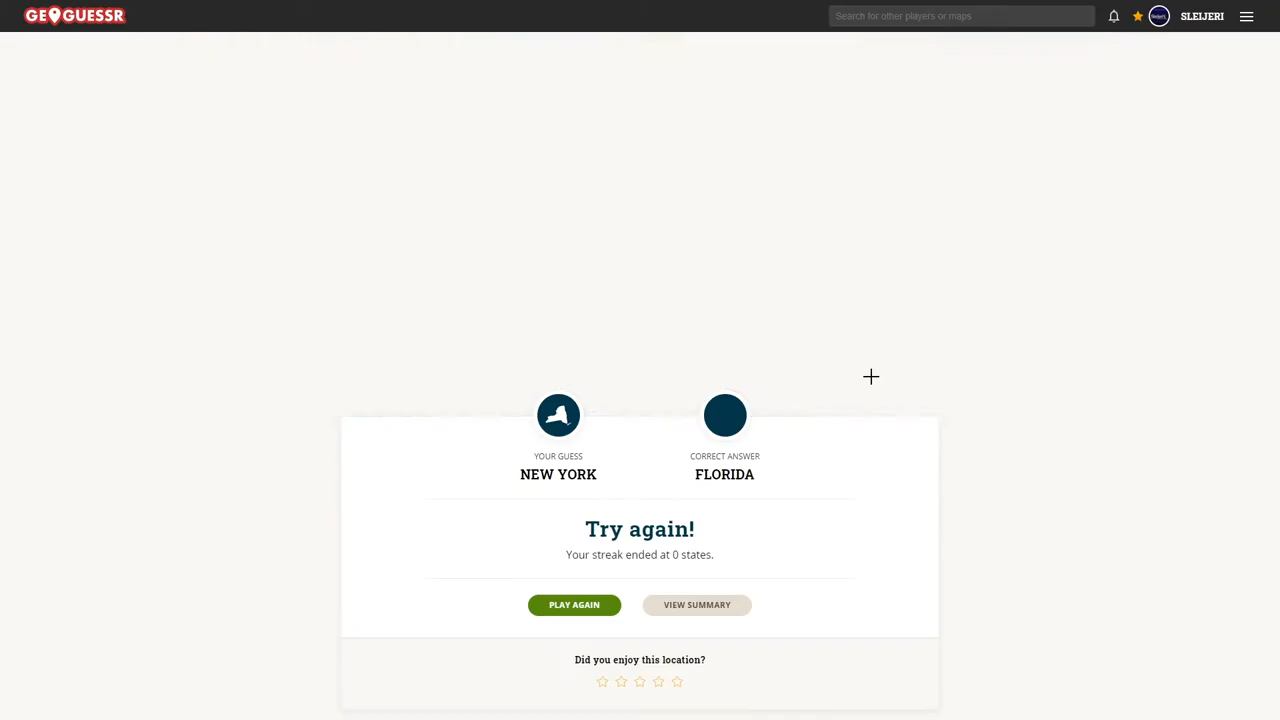 GEOGUESSR
Search for other players or maps
SLEIJERI
YOUR GUESS
NEW YORK
CORRECT ANSWER
FLORIDA
Try again!
Your streak ended at 0 states.
PLAY AGAIN
VIEW SUMMARY
Did you enjoy this location?